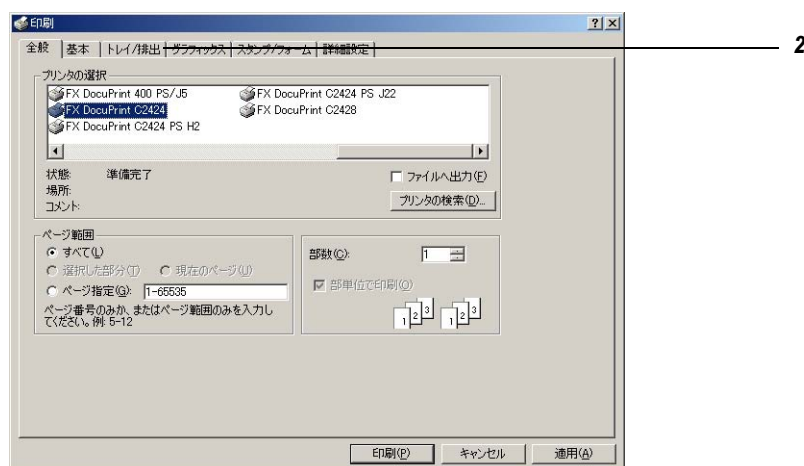 印刷
全般 基本 トレイ/排出 グラフィックス スタンプ/フォーム 詳細設定
2
プリンタの選択
FX DocuPrint 400 PS/J5 FX DocuPrint C2424 PS J22
FX DocuPrint C2424 FX DocuPrint C2428
FX DocuPrint C2424 PS H2
状態: 準備完了
場所:
コメント:
ファイルへ出力(F)
プリンタの検索(D)...
ページ範囲
すべて(L)
選択した部分(T) 現在のページ(U)
ページ指定(G): 1-65535
ページ番号のみか、またはページ範囲のみを入力し
てください。例: 5-12
部数(C): 1
部単位で印刷(O)
1 2 3 1 2 3
印刷(P) キャンセル 適用(A)